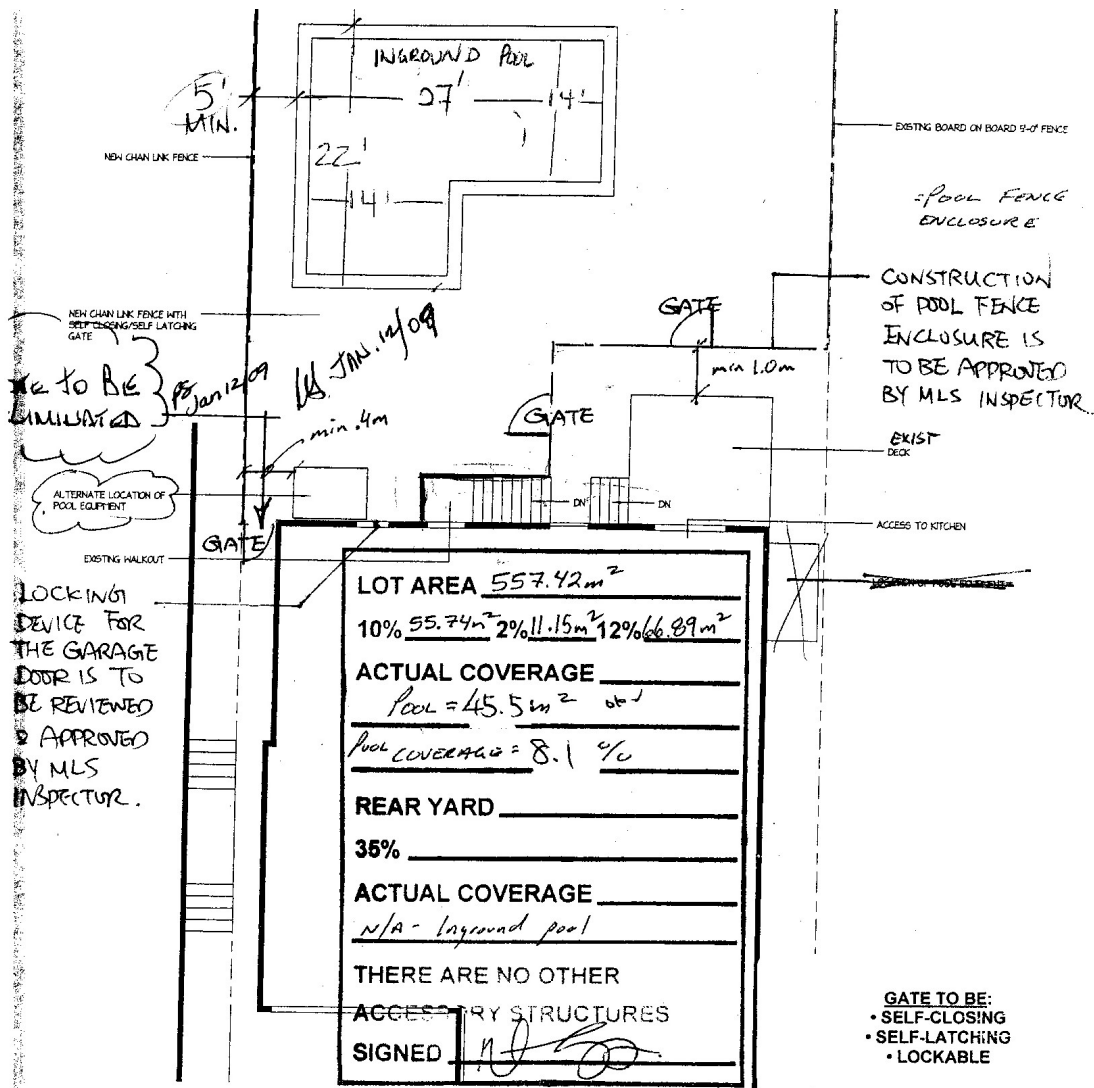 INGROUND POOL
27'
14'
5'
MIN.
22'
14'
NEW CHAN LNK FENCE
EXISTNG BOARD ON BOARD 5'-0" FENCE
=POOL FENCE
ENCLOSURE
CONSTRUCTION
OF POOL FENCE
ENCLOSURE IS
TO BE APPROVED
BY MLS INSPECTOR
NEW CHAN LNK FENCE WITH
SELF CLOSING/SELF LATCHING
GATE
TO BE
Jan 12/09
JAN. 12/09
GATE
min 1.0m
GATE
min .4m
EXIST
DECK
ALTERNATE LOCATION OF
POOL EQUIPMENT
DN
DN
ACCESS TO KITCHEN
GATE
EXISTNG WALKOUT
LOCATION OF POOL EQUIPMENT
LOCKING
DEVICE FOR
THE GARAGE
DOOR IS TO
BE REVIEWED
& APPROVED
BY MLS
INSPECTOR.
LOT AREA 557.42m²
10% 55.74m² 2% 11.15m² 12% 66.89m²
ACTUAL COVERAGE
POOL = 45.5m²
POOL COVERAGE = 8.1 %
REAR YARD
35%
ACTUAL COVERAGE
N/A - Inground pool
THERE ARE NO OTHER
ACCESSORY STRUCTURES
SIGNED
GATE TO BE:
• SELF-CLOSING
• SELF-LATCHING
• LOCKABLE